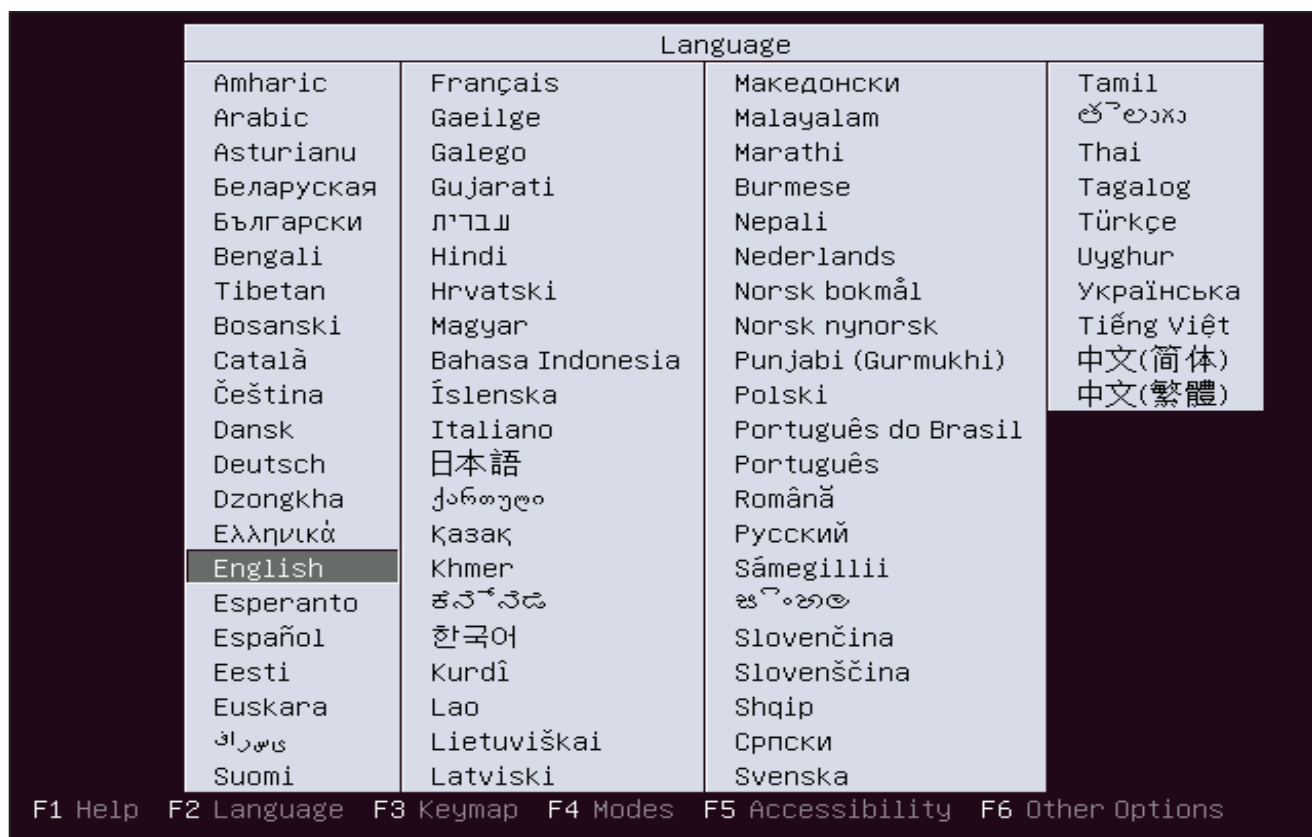 Language
Amharic
Arabic
Asturianu
Беларуская
Български
Bengali
Tibetan
Bosanski
Català
Čeština
Dansk
Deutsch
Dzongkha
Ελληνικά
English
Esperanto
Español
Eesti
Euskara
ﻰﺳﺭﺎﻓ
Suomi
Français
Gaeilge
Galego
Gujarati
תירבע
Hindi
Hrvatski
Magyar
Bahasa Indonesia
Íslenska
Italiano
日本語
ქართული
Қазақ
Khmer
한국어
Kurdî
Lao
Lietuviškai
Latviski
Македонски
Malayalam
Marathi
Burmese
Nepali
Nederlands
Norsk bokmål
Norsk nynorsk
Punjabi (Gurmukhi)
Polski
Português do Brasil
Português
Română
Русский
Sámegillii
Slovenčina
Slovenščina
Shqip
Српски
Svenska
Tamil
Thai
Tagalog
Türkçe
Uyghur
Українська
Tiếng Việt
中文(简体)
中文(繁體)
F1 Help F2 Language F3 Keymap F4 Modes F5 Accessibility F6 Other Options